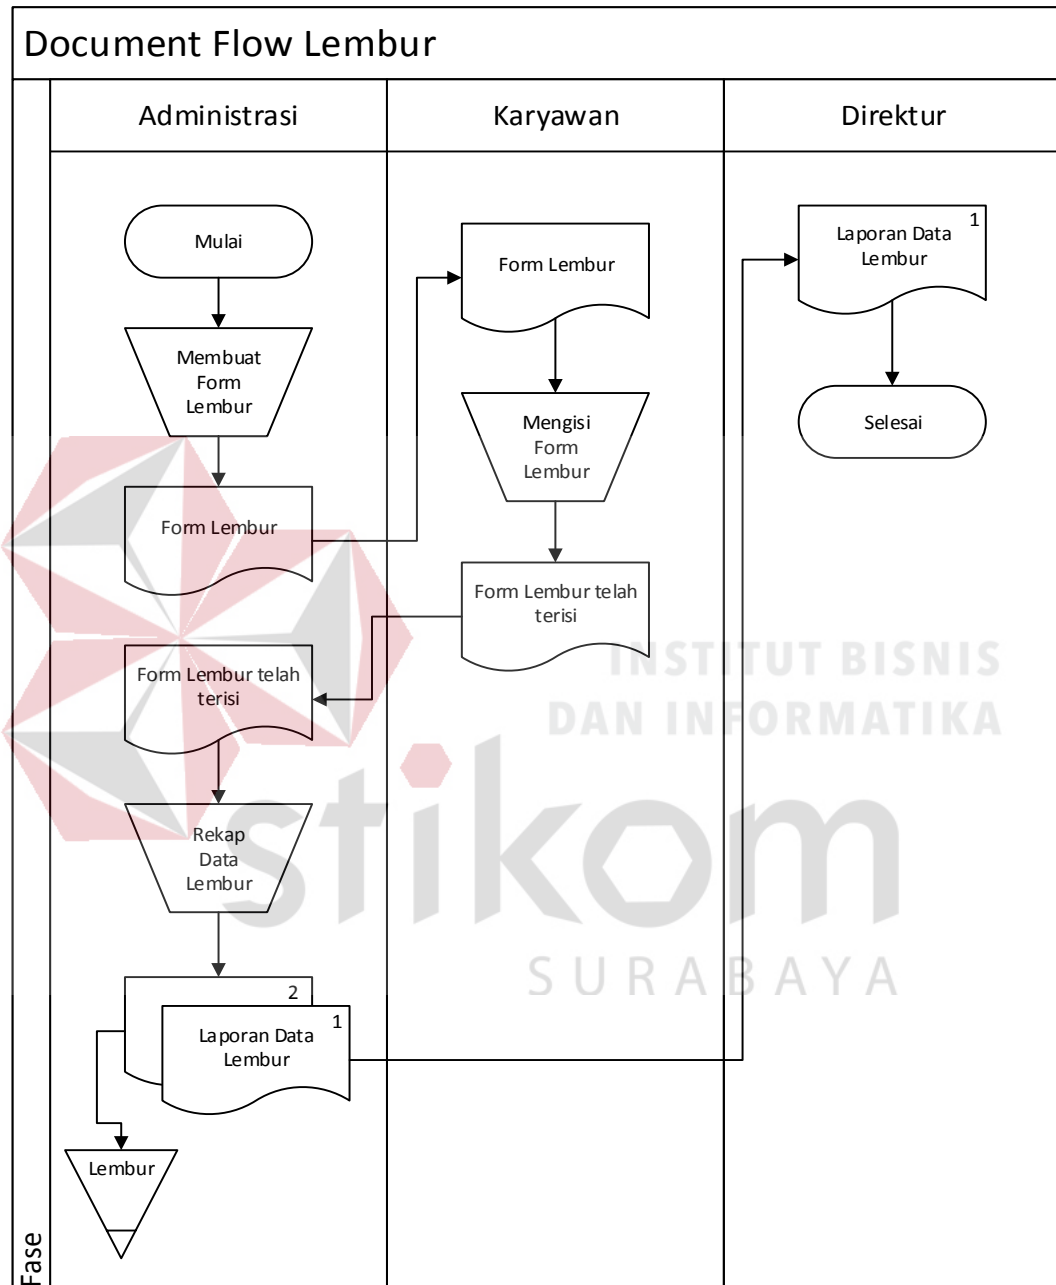 Document Flow Lembur
Administrasi
Karyawan
Direktur
Mulai
Membuat
Form
Lembur
Form Lembur
Form Lembur telah
terisi
Rekap
Data
Lembur
2
1
Laporan Data
Lembur
Lembur
Form Lembur
Mengisi
Form
Lembur
Form Lembur telah
terisi
1
Laporan Data
Lembur
Selesai
Fase
INSTITUT BISNIS
DAN INFORMATIKA
stikom
SURABAYA